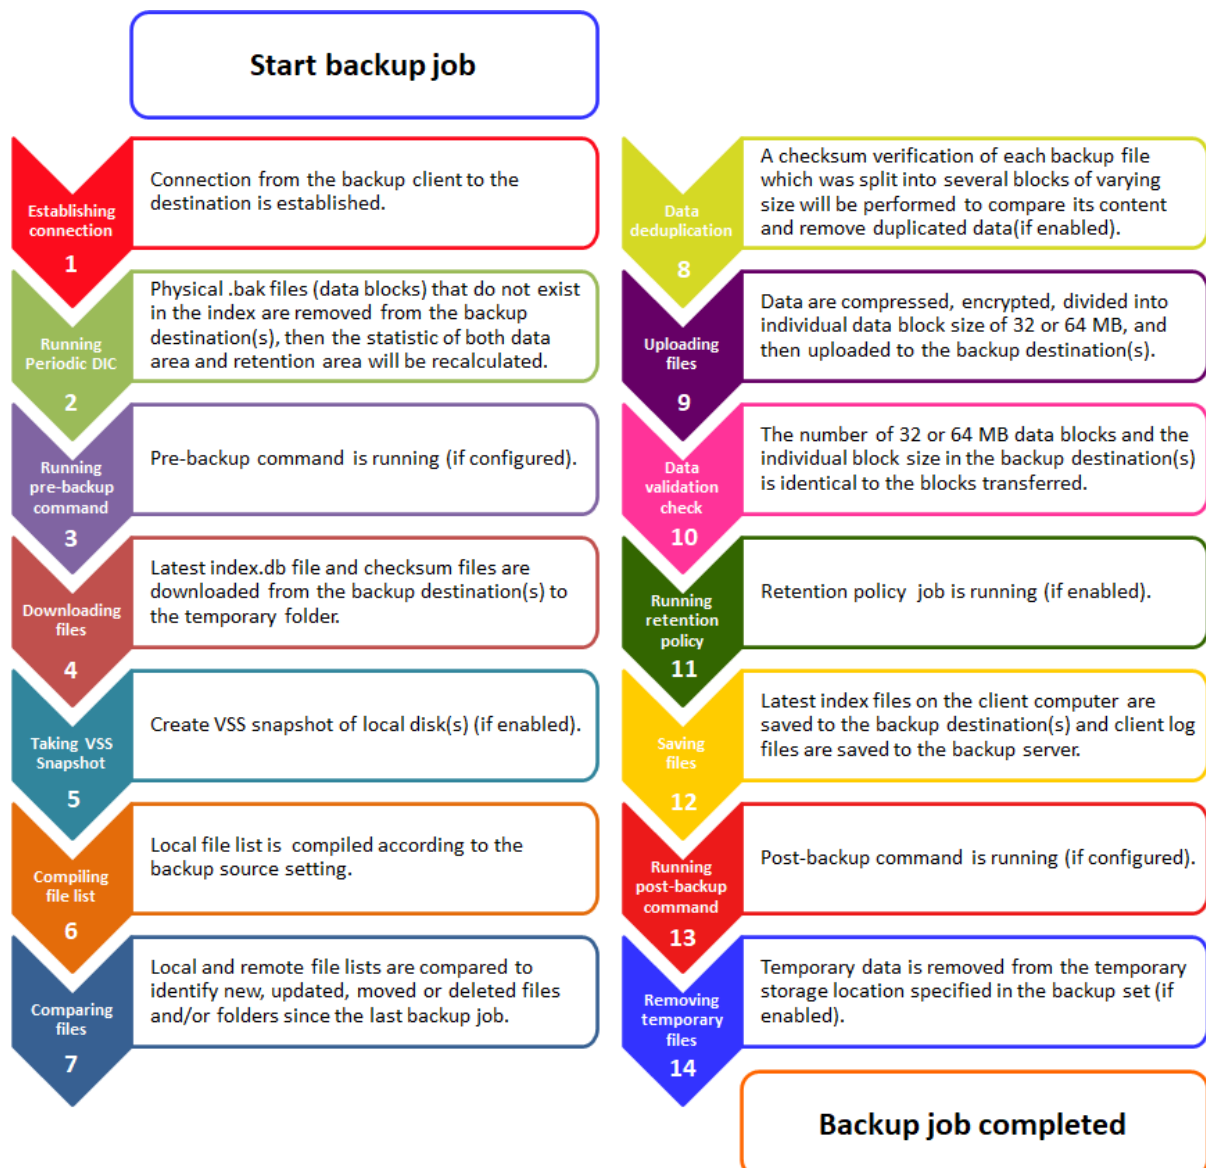 Start backup job
Establishing
connection
1
Connection from the backup client to the
destination is established.
Running
Periodic DIC
2
Physical .bak files (data blocks) that do not exist
in the index are removed from the backup
destination(s), then the statistic of both data
area and retention area will be recalculated.
Running
pre-backup
command
3
Pre-backup command is running (if configured).
Downloading
files
4
Latest index.db file and checksum files are
downloaded from the backup destination(s) to
the temporary folder.
Taking VSS
Snapshot
5
Create VSS snapshot of local disk(s) (if enabled).
Compiling
file list
6
Local file list is compiled according to the
backup source setting.
Comparing
files
7
Local and remote file lists are compared to
identify new, updated, moved or deleted files
and/or folders since the last backup job.
Data
deduplication
8
A checksum verification of each backup file
which was split into several blocks of varying
size will be performed to compare its content
and remove duplicated data(if enabled).
Uploading
files
9
Data are compressed, encrypted, divided into
individual data block size of 32 or 64 MB, and
then uploaded to the backup destination(s).
Data
validation
check
10
The number of 32 or 64 MB data blocks and the
individual block size in the backup destination(s)
is identical to the blocks transferred.
Running
retention
policy
11
Retention policy job is running (if enabled).
Saving
files
12
Latest index files on the client computer are
saved to the backup destination(s) and client log
files are saved to the backup server.
Running
post-backup
command
13
Post-backup command is running (if configured).
Removing
temporary
files
14
Temporary data is removed from the temporary
storage location specified in the backup set (if
enabled).
Backup job completed